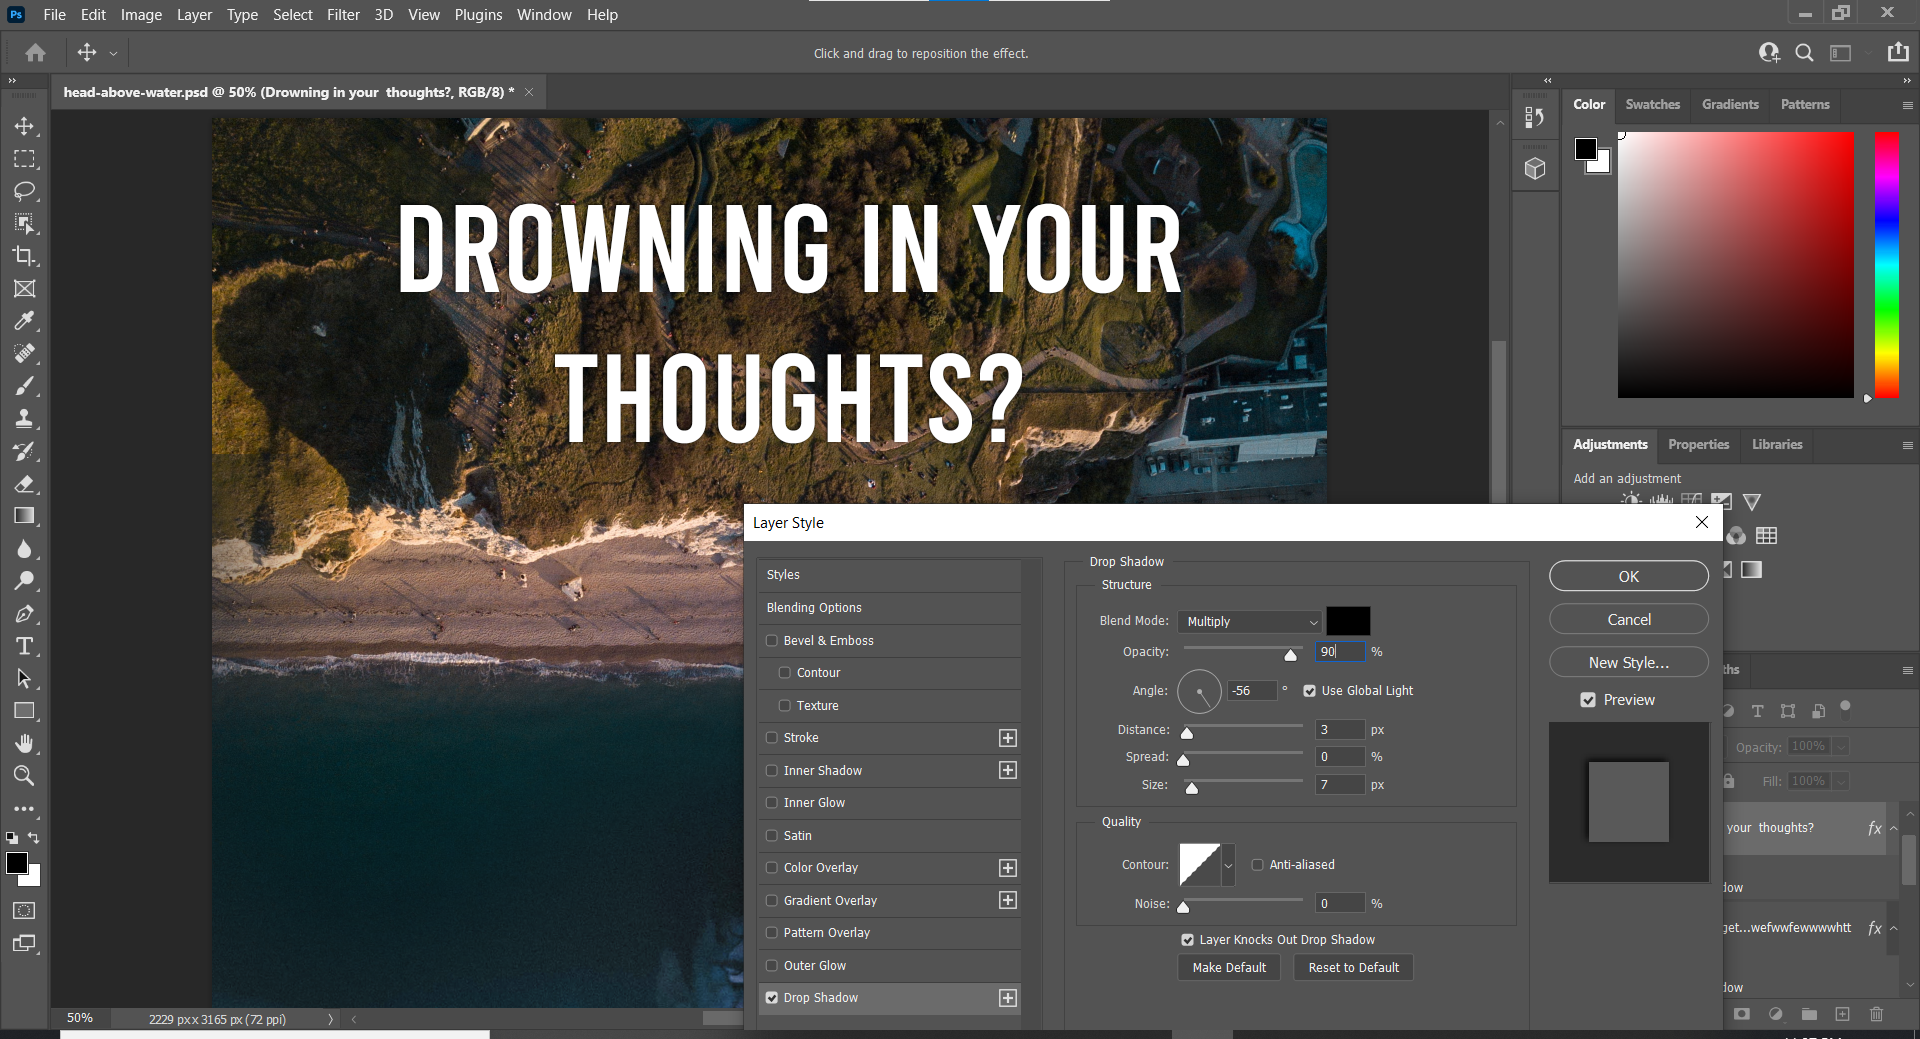 Ps File Edit Image Layer Type Select Filter 3D View Plugins Window Help
Click and drag to reposition the effect.
head-above-water.psd @ 50% (Drowning in your thoughts?, RGB/8) *
DROWNING IN YOUR
THOUGHTS?
Color Swatches Gradients Patterns
Adjustments Properties Libraries
Add an adjustment
Layer Style
Styles
Blending Options
Bevel & Emboss
Contour
Texture
Stroke
Inner Shadow
Inner Glow
Satin
Color Overlay
Gradient Overlay
Pattern Overlay
Outer Glow
Drop Shadow
Drop Shadow
Structure
Blend Mode: Multiply
Opacity: 90 %
Angle: -56 ° Use Global Light
Distance: 3 px
Spread: 0 %
Size: 7 px
Quality
Contour: Anti-aliased
Noise: 0 %
Layer Knocks Out Drop Shadow
Make Default Reset to Default
OK
Cancel
New Style...
Preview
ths
Opacity: 100%
Fill: 100%
your thoughts? fx
dow
get...wefwwfewwwwhtt fx
dow
50% 2229 px x 3165 px (72 ppi)